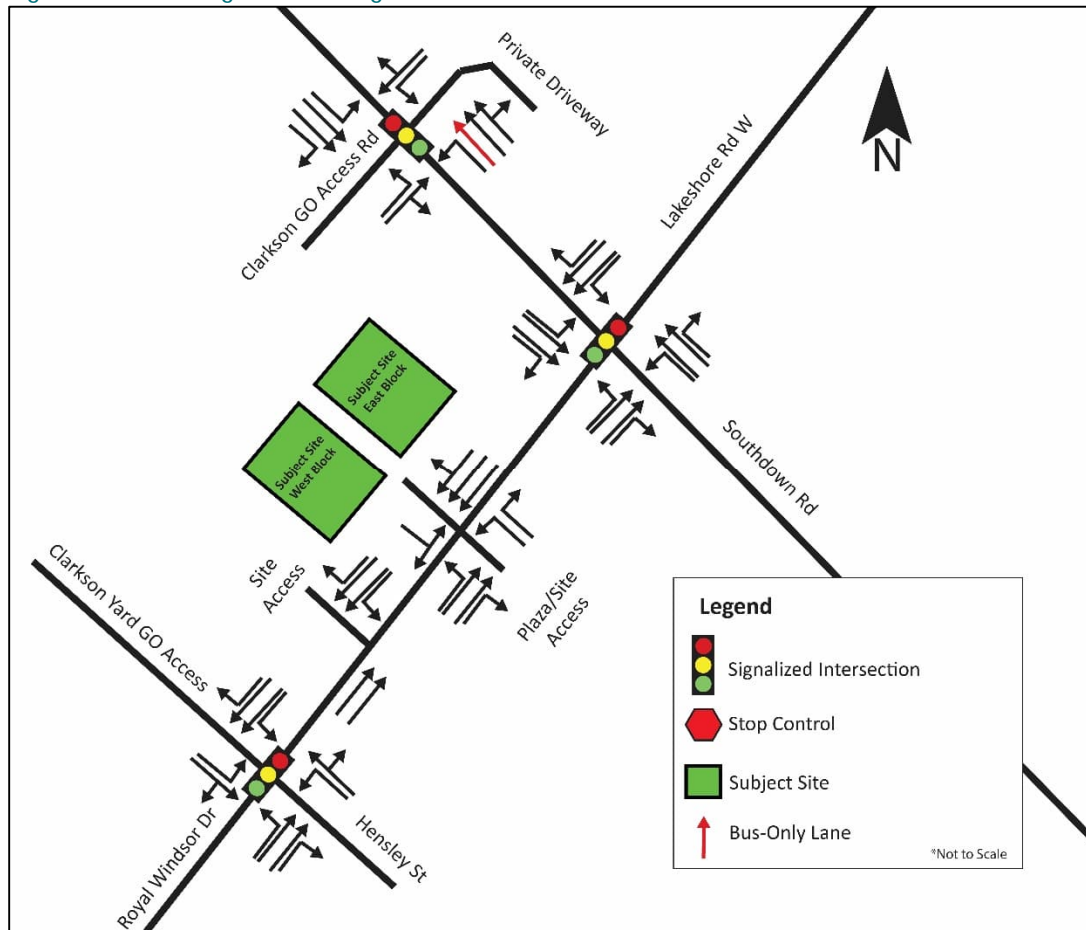 Private Driveway
Clarkson GO Access Rd
Lakeshore Rd W
N
Subject Site
East Block
Subject Site
West Block
Southdown Rd
Site
Access
Plaza/Site
Access
Clarkson Yard GO Access
Royal Windsor Dr
Hensley St
Legend
Signalized Intersection
Stop Control
Subject Site
Bus-Only Lane
*Not to Scale